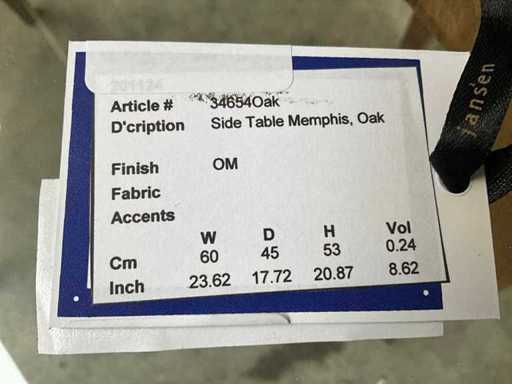 201124
Article # 34654Oak
D'cription Side Table Memphis, Oak
Finish OM
Fabric
Accents
W D H Vol
Cm 60 45 53 0.24
Inch 23.62 17.72 20.87 8.62
jansen